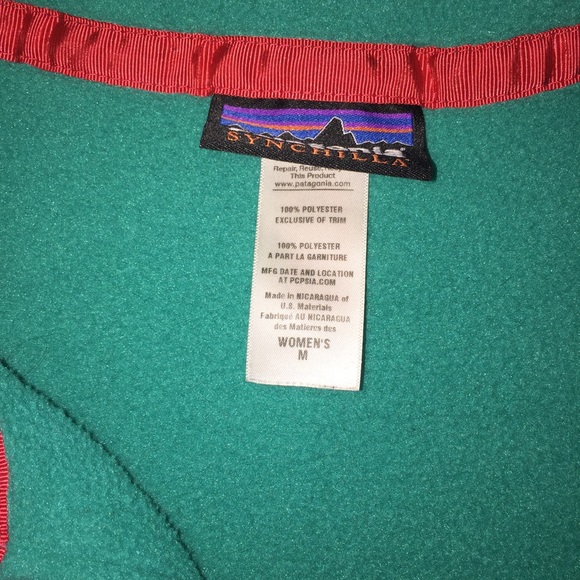 SYNCHILLA
Repair, Reuse,
This Product
www.patagonia.com
100% POLYESTER
EXCLUSIVE OF TRIM
100% POLYESTER
A PART LA GARNITURE
MFG DATE AND LOCATION
AT PCPSIA.COM
Made in NICARAGUA of
U.S. Materials
Fabriqué AU NICARAGUA
des Matieres des
WOMEN'S
M